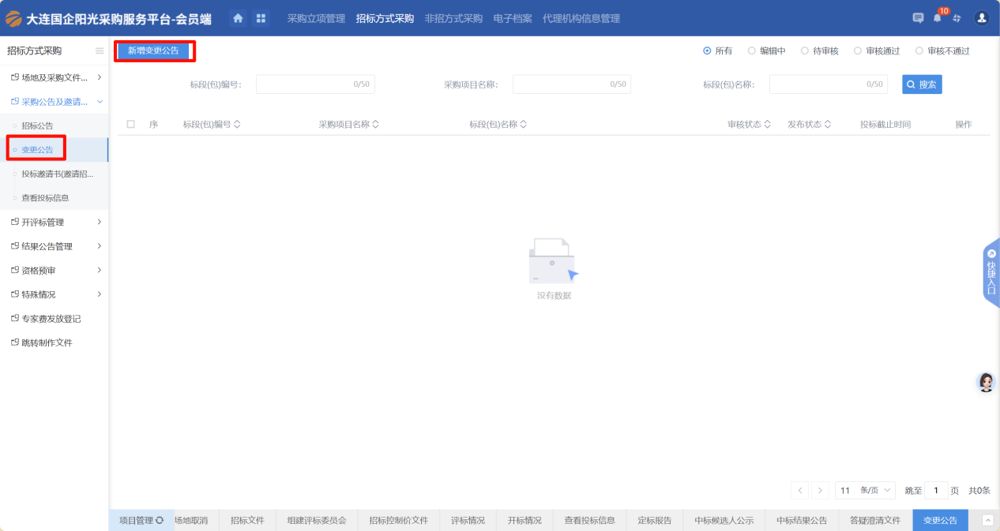 大连国企阳光采购服务平台-会员端 采购立项管理 招标方式采购 非招方式采购 电子档案 代理机构信息管理 10
招标方式采购
新增变更公告 所有 编辑中 待审核 审核通过 审核不通过
场地及采购文件...
标段(包)编号: 0/50 采购项目名称: 0/50 标段(包)名称: 0/50 搜索
采购公告及邀请...
招标公告
序 标段(包)编号 采购项目名称 标段(包)名称 审核状态 发布状态 投标截止时间 操作
变更公告
投标邀请书(邀请招...
查看投标信息
开评标管理
结果公告管理
资格预审
特殊情况
专家费发放登记
跳转制作文件
没有数据
快捷入口
11 条/页 跳至 1 页 共0条
项目管理 场地取消 招标文件 组建评标委员会 招标控制价文件 评标情况 开标情况 查看投标信息 定标报告 中标候选人公示 中标结果公告 答疑澄清文件 变更公告